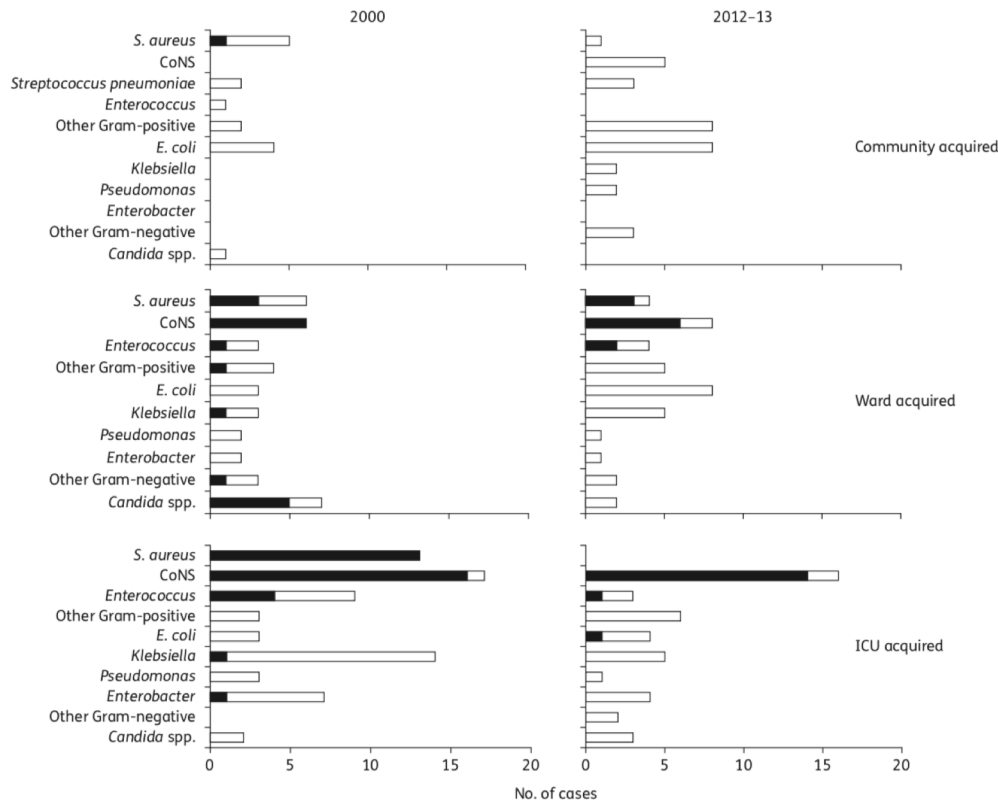 2000
2012–13
S. aureus
CoNS
Streptococcus pneumoniae
Enterococcus
Other Gram-positive
E. coli
Klebsiella
Pseudomonas
Enterobacter
Other Gram-negative
Candida spp.
Community acquired
S. aureus
CoNS
Enterococcus
Other Gram-positive
E. coli
Klebsiella
Pseudomonas
Enterobacter
Other Gram-negative
Candida spp.
Ward acquired
S. aureus
CoNS
Enterococcus
Other Gram-positive
E. coli
Klebsiella
Pseudomonas
Enterobacter
Other Gram-negative
Candida spp.
ICU acquired
0 5 10 15 20
0 5 10 15 20
No. of cases